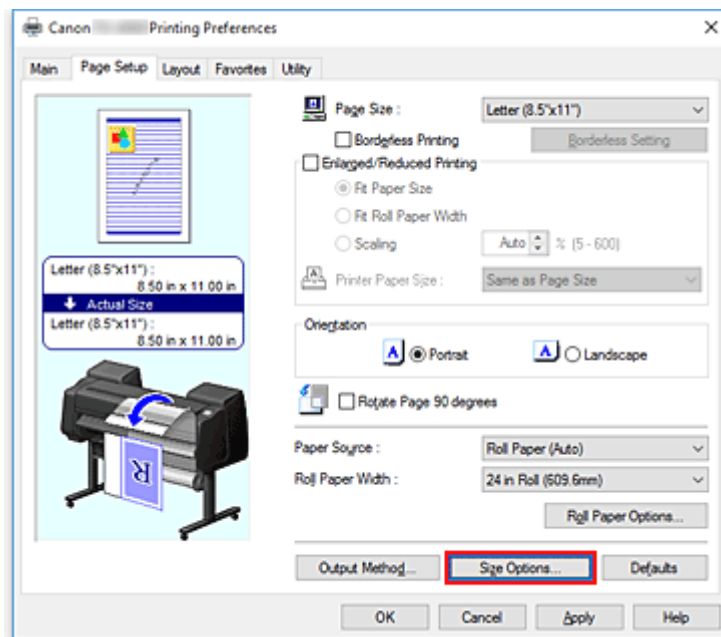 Canon Printing Preferences
Main Page Setup Layout Favorites Utility
Page Size : Letter (8.5"x11")
Borderless Printing Borderless Setting
Enlarged/Reduced Printing
Fit Paper Size
Fit Roll Paper Width
Scaling Auto % (5 - 600)
Printer Paper Size : Same as Page Size
Letter (8.5"x11") :
8.50 in x 11.00 in
Actual Size
Letter (8.5"x11") :
8.50 in x 11.00 in
Orientation
A Portrait A Landscape
Rotate Page 90 degrees
Paper Source : Roll Paper (Auto)
Roll Paper Width : 24 in Roll (609.6mm)
R
Roll Paper Options...
Output Method... Size Options... Defaults
OK Cancel Apply Help